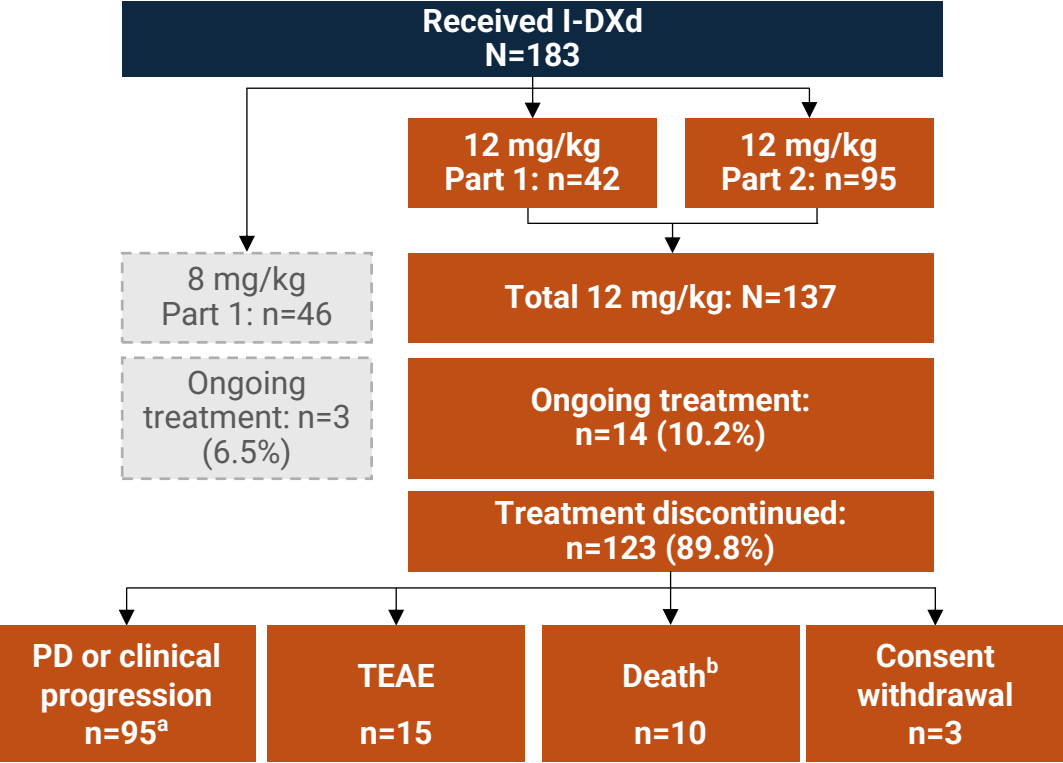 Received I-DXd
N=183
12 mg/kg
Part 1: n=42
12 mg/kg
Part 2: n=95
8 mg/kg
Part 1: n=46
Total 12 mg/kg: N=137
Ongoing
treatment: n=3
(6.5%)
Ongoing treatment:
n=14 (10.2%)
Treatment discontinued:
n=123 (89.8%)
PD or clinical
progression
n=95ᵃ
TEAE
n=15
Deathᵇ
n=10
Consent
withdrawal
n=3